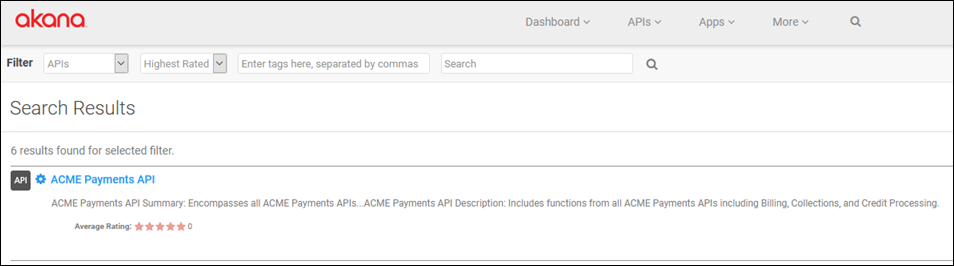 akana
Dashboard APIs Apps More
Filter APIs Highest Rated Enter tags here, separated by commas Search
Search Results
6 results found for selected filter.
API ACME Payments API
ACME Payments API Summary: Encompasses all ACME Payments APIs...ACME Payments API Description: Includes functions from all ACME Payments APIs including Billing, Collections, and Credit Processing.
Average Rating: 0